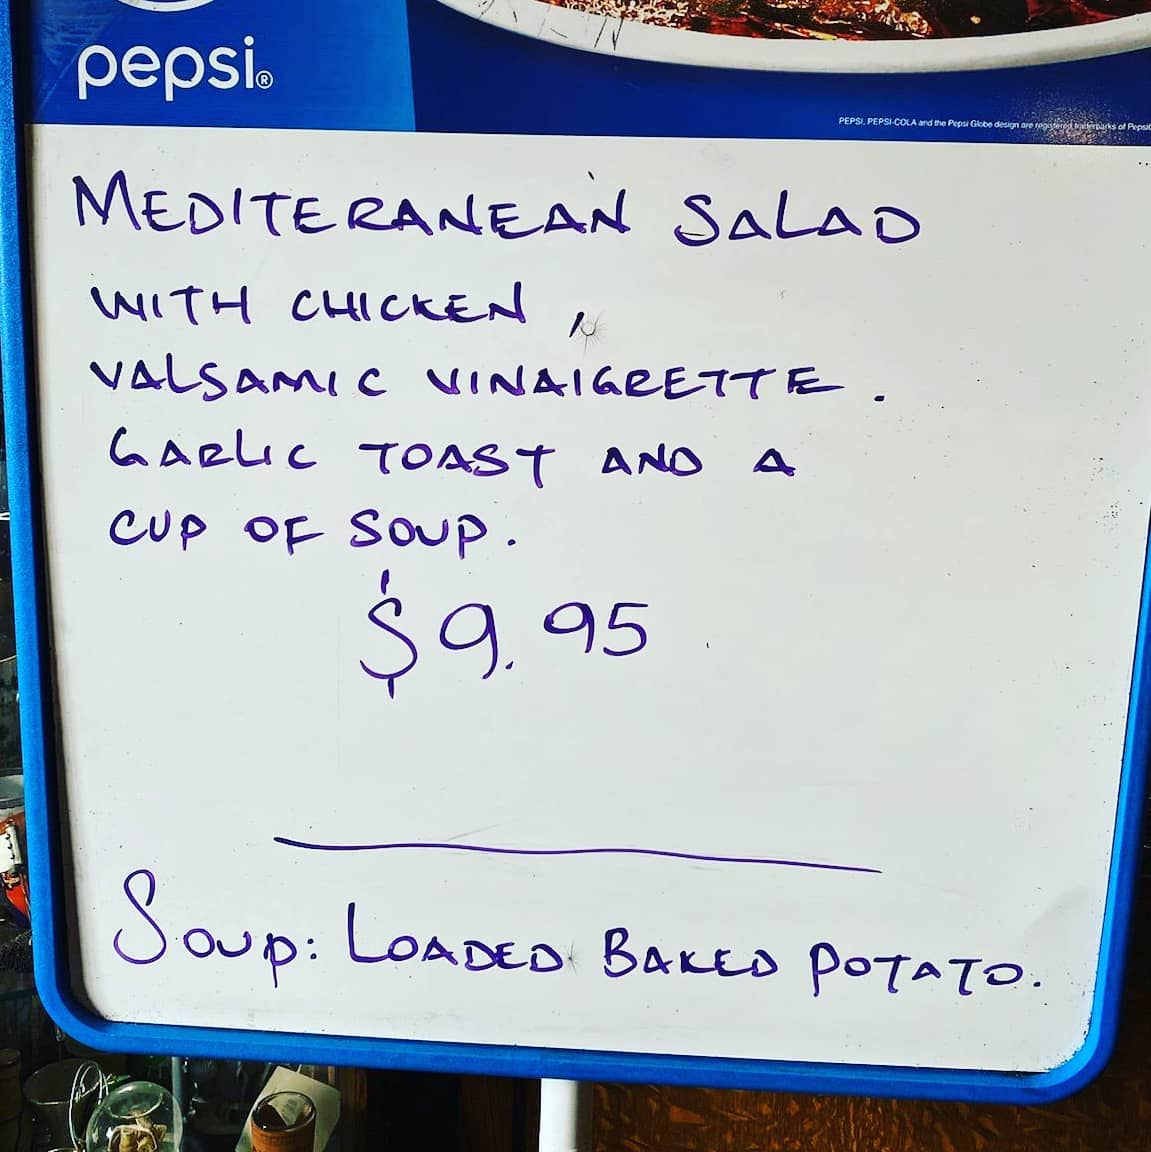 pepsi®
PEPSI, PEPSI-COLA and the Pepsi Globe design are registered trademarks of Pepsi
MEDITERANEAN SALAD
WITH CHICKEN,
VALSAMIC VINAIGRETTE.
GARLIC TOAST AND A
CUP OF SOUP.
$9.95
Soup: LOADED BAKED POTATO.